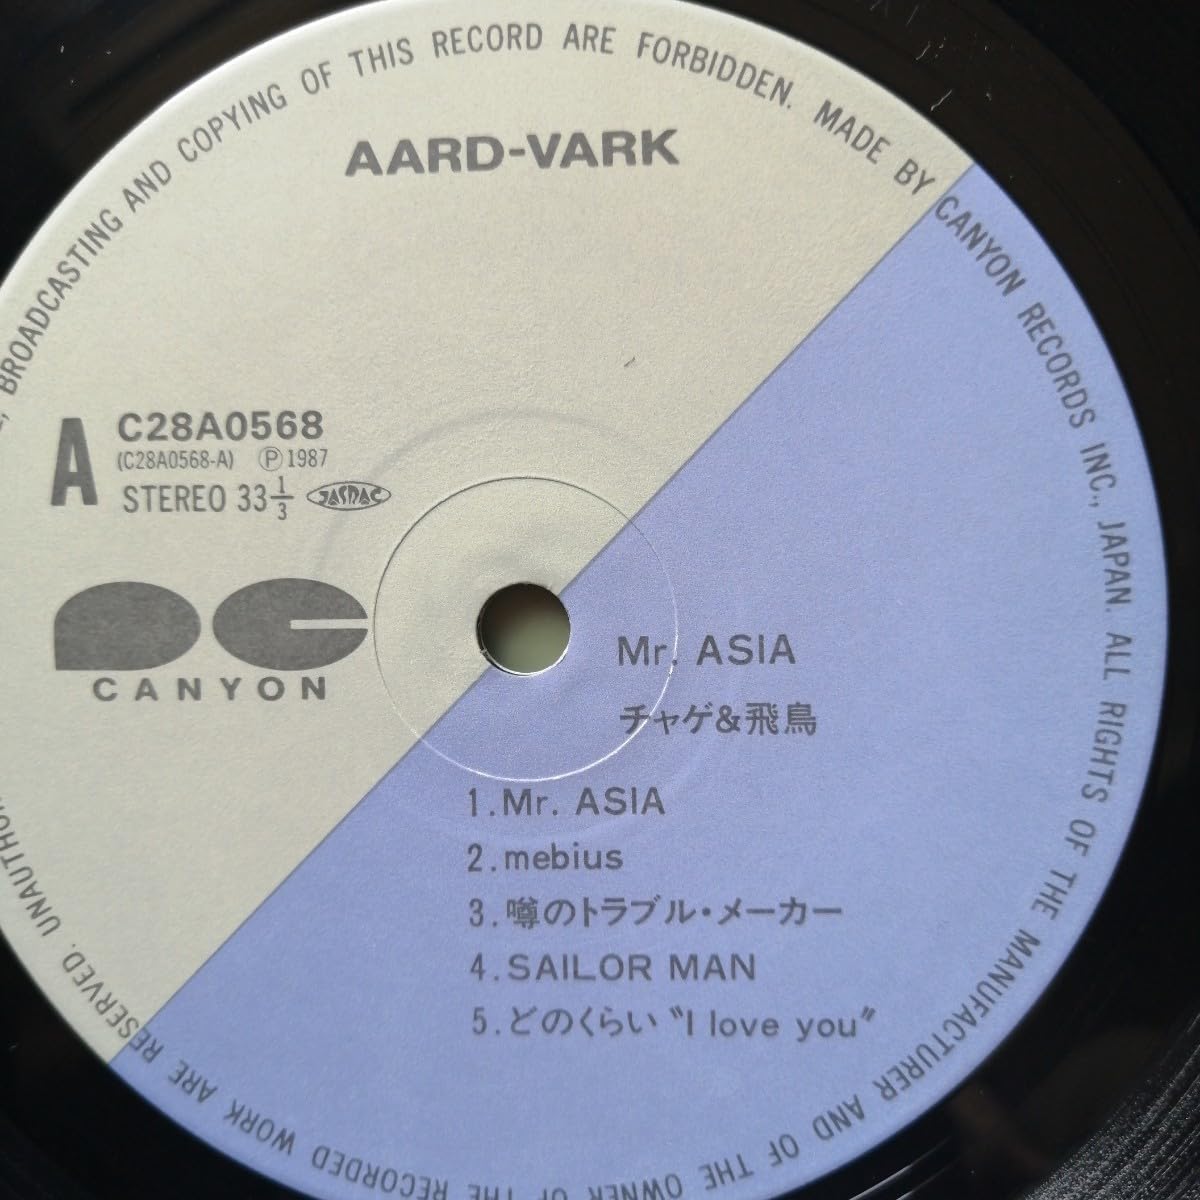 AARD-VARK
A
C28A0568
(C28A0568-A) Ⓟ1987
STEREO 33 1/3 JASRAC
CANYON
Mr. ASIA
チャゲ&飛鳥
1.Mr. ASIA
2.mebius
3.噂のトラブル・メーカー
4.SAILOR MAN
5.どのくらい〝I love you〟
BROADCASTING AND COPYING OF THIS RECORD ARE FORBIDDEN. MADE BY CANYON RECORDS INC., JAPAN. ALL RIGHTS OF THE MANUFACTURER AND OF THE OWNER OF THE RECORDED WORK ARE RESERVED.